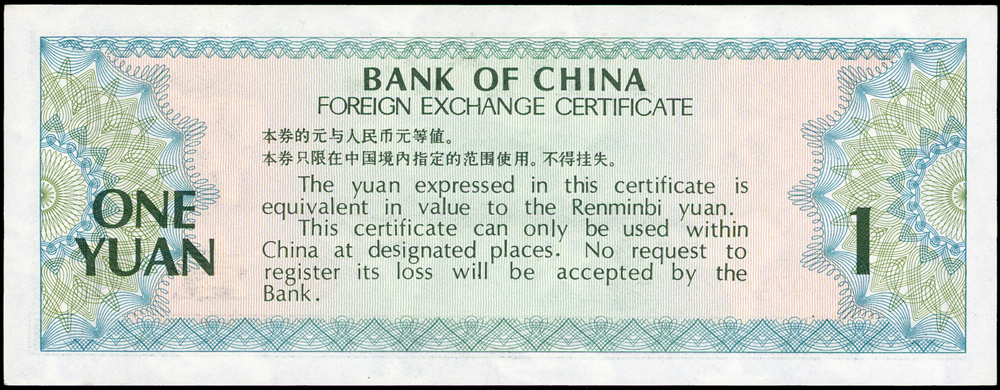 BANK OF CHINA
FOREIGN EXCHANGE CERTIFICATE
本券的元与人民币元等值。
本券只限在中国境内指定的范围使用。不得挂失。
The yuan expressed in this certificate is
equivalent in value to the Renminbi yuan.
This certificate can only be used within
China at designated places. No request to
register its loss will be accepted by the
Bank.
ONE
YUAN
1